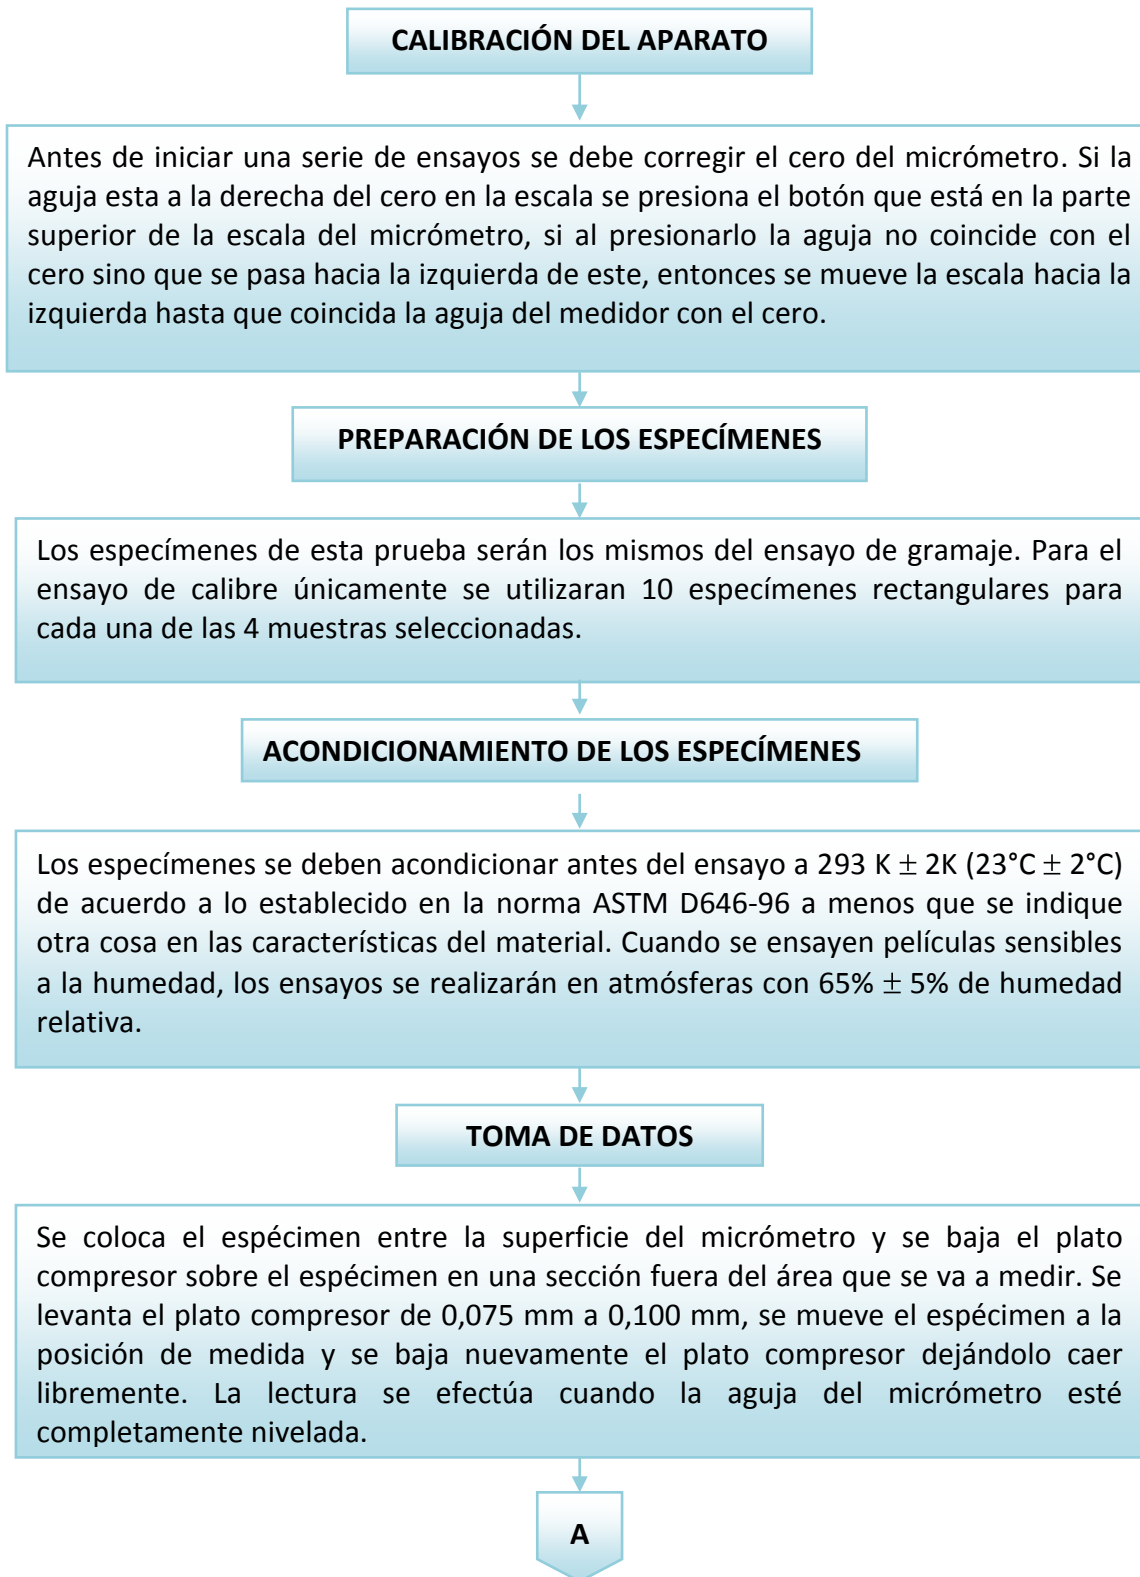 CALIBRACIÓN DEL APARATO
Antes de iniciar una serie de ensayos se debe corregir el cero del micrómetro. Si la
aguja esta a la derecha del cero en la escala se presiona el botón que está en la parte
superior de la escala del micrómetro, si al presionarlo la aguja no coincide con el
cero sino que se pasa hacia la izquierda de este, entonces se mueve la escala hacia la
izquierda hasta que coincida la aguja del medidor con el cero.
PREPARACIÓN DE LOS ESPECÍMENES
Los especímenes de esta prueba serán los mismos del ensayo de gramaje. Para el
ensayo de calibre únicamente se utilizaran 10 especímenes rectangulares para
cada una de las 4 muestras seleccionadas.
ACONDICIONAMIENTO DE LOS ESPECÍMENES
Los especímenes se deben acondicionar antes del ensayo a 293 K ± 2K (23°C ± 2°C)
de acuerdo a lo establecido en la norma ASTM D646-96 a menos que se indique
otra cosa en las características del material. Cuando se ensayen películas sensibles
a la humedad, los ensayos se realizarán en atmósferas con 65% ± 5% de humedad
relativa.
TOMA DE DATOS
Se coloca el espécimen entre la superficie del micrómetro y se baja el plato
compresor sobre el espécimen en una sección fuera del área que se va a medir. Se
levanta el plato compresor de 0,075 mm a 0,100 mm, se mueve el espécimen a la
posición de medida y se baja nuevamente el plato compresor dejándolo caer
libremente. La lectura se efectúa cuando la aguja del micrómetro esté
completamente nivelada.
A